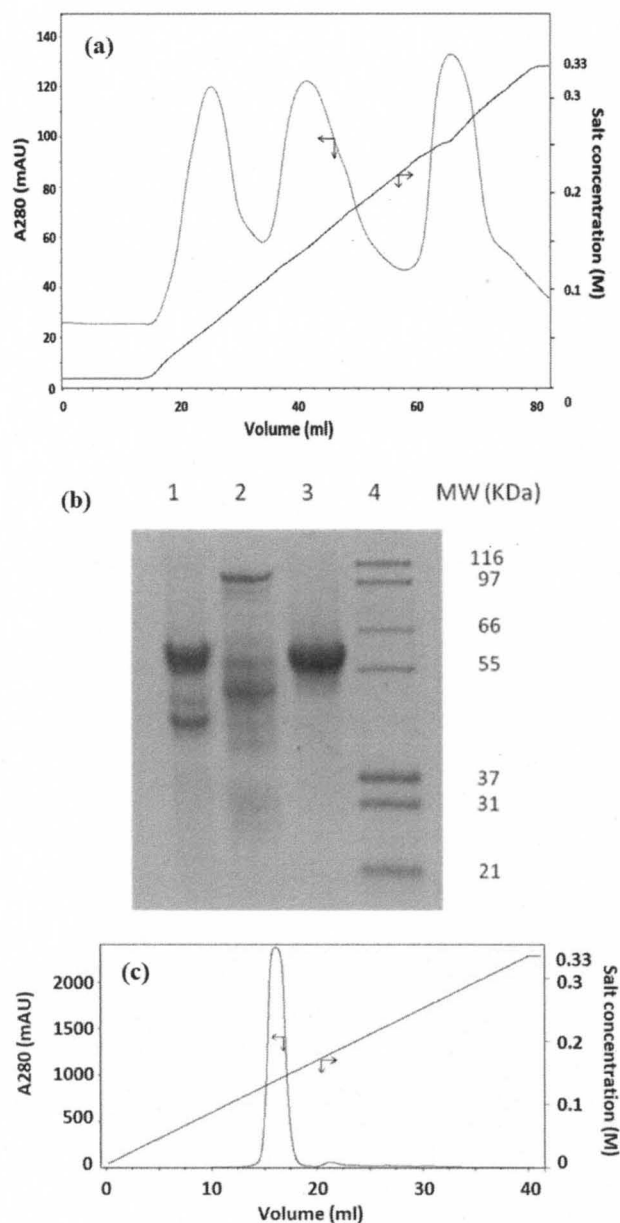 (a)
140
120
100
80
60
40
20
0
A280 (mAU)
0.33
0.3
0.2
0.1
0
Salt concentration (M)
0 20 40 60 80
Volume (ml)
(b)
1 2 3 4 MW (KDa)
116
97
66
55
37
31
21
(c)
2000
1500
1000
500
0
A280 (mAU)
0.33
0.3
0.2
0.1
0
Salt concentration (M)
0 10 20 30 40
Volume (ml)